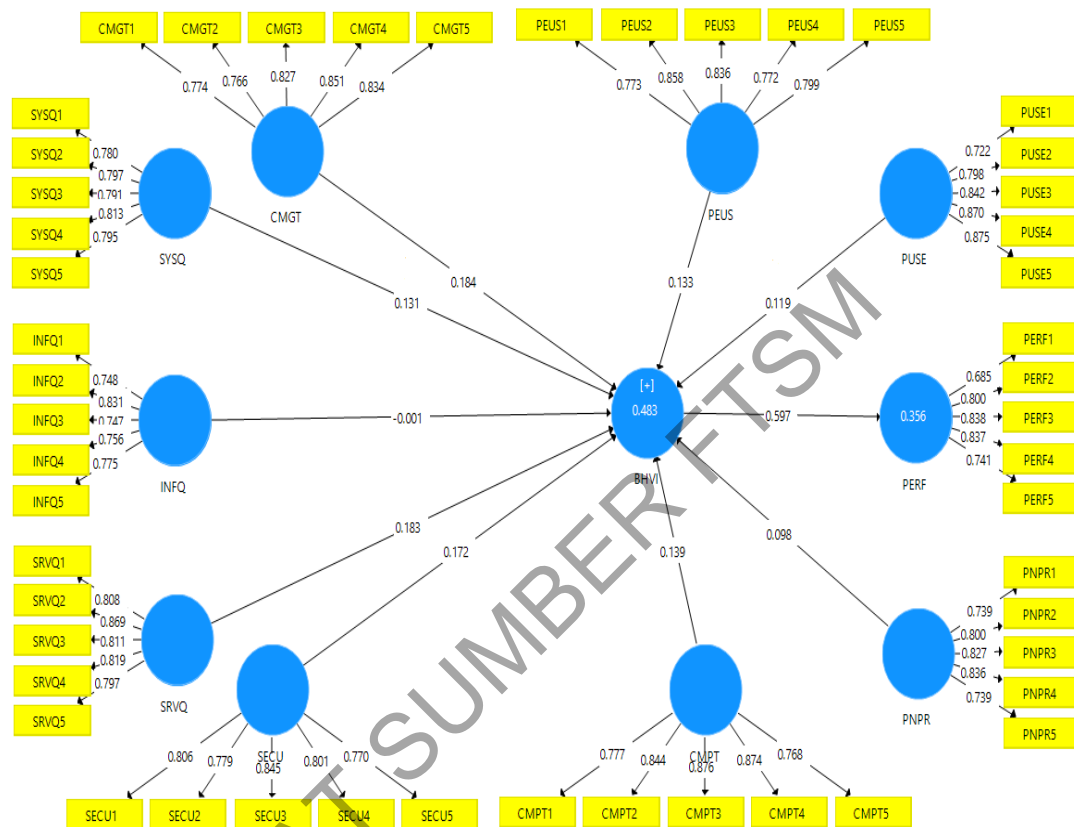 CMGT1 CMGT2 CMGT3 CMGT4 CMGT5
0.774 0.766 0.827 0.851 0.834
CMGT
PEUS1 PEUS2 PEUS3 PEUS4 PEUS5
0.773 0.858 0.836 0.772 0.799
PEUS
SYSQ1
SYSQ2
SYSQ3
SYSQ4
SYSQ5
0.780
0.797
0.791
0.813
0.795
SYSQ
PUSE1
PUSE2
PUSE3
PUSE4
PUSE5
0.722
0.798
0.842
0.870
0.875
PUSE
0.184
0.131
0.133
0.119
INFQ1
INFQ2
INFQ3
INFQ4
INFQ5
0.748
0.831
0.747
0.756
0.775
INFQ
-0.001
[+]
0.483
BHVI
0.597
0.356
PERF
0.685
0.800
0.838
0.837
0.741
PERF1
PERF2
PERF3
PERF4
PERF5
0.183
0.172
0.139
0.098
SRVQ1
SRVQ2
SRVQ3
SRVQ4
SRVQ5
0.808
0.869
0.811
0.819
0.797
SRVQ
PNPR1
PNPR2
PNPR3
PNPR4
PNPR5
0.739
0.800
0.827
0.836
0.739
PNPR
SECU
0.806 0.779 0.845 0.801 0.770
SECU1 SECU2 SECU3 SECU4 SECU5
CMPT
0.777 0.844 0.876 0.874 0.768
CMPT1 CMPT2 CMPT3 CMPT4 CMPT5
T SUMBER FTSM